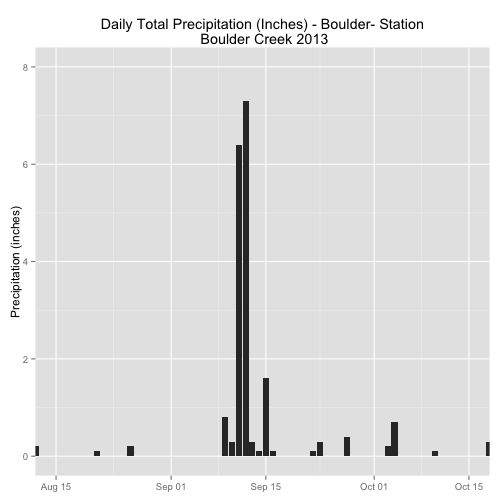 Daily Total Precipitation (Inches) - Boulder- Station
Boulder Creek 2013
8
6
4
2
0
Precipitation (inches)
Aug 15
Sep 01
Sep 15
Oct 01
Oct 15